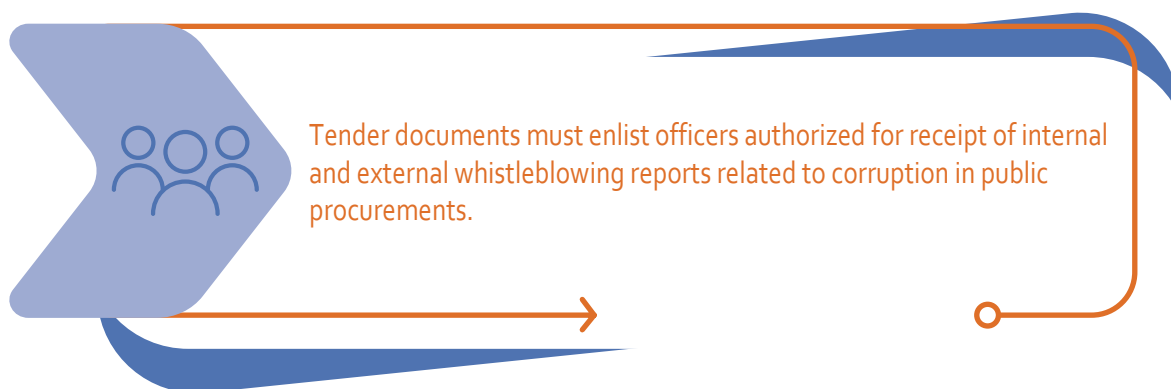 Tender documents must enlist officers authorized for receipt of internal
and external whistleblowing reports related to corruption in public
procurements.